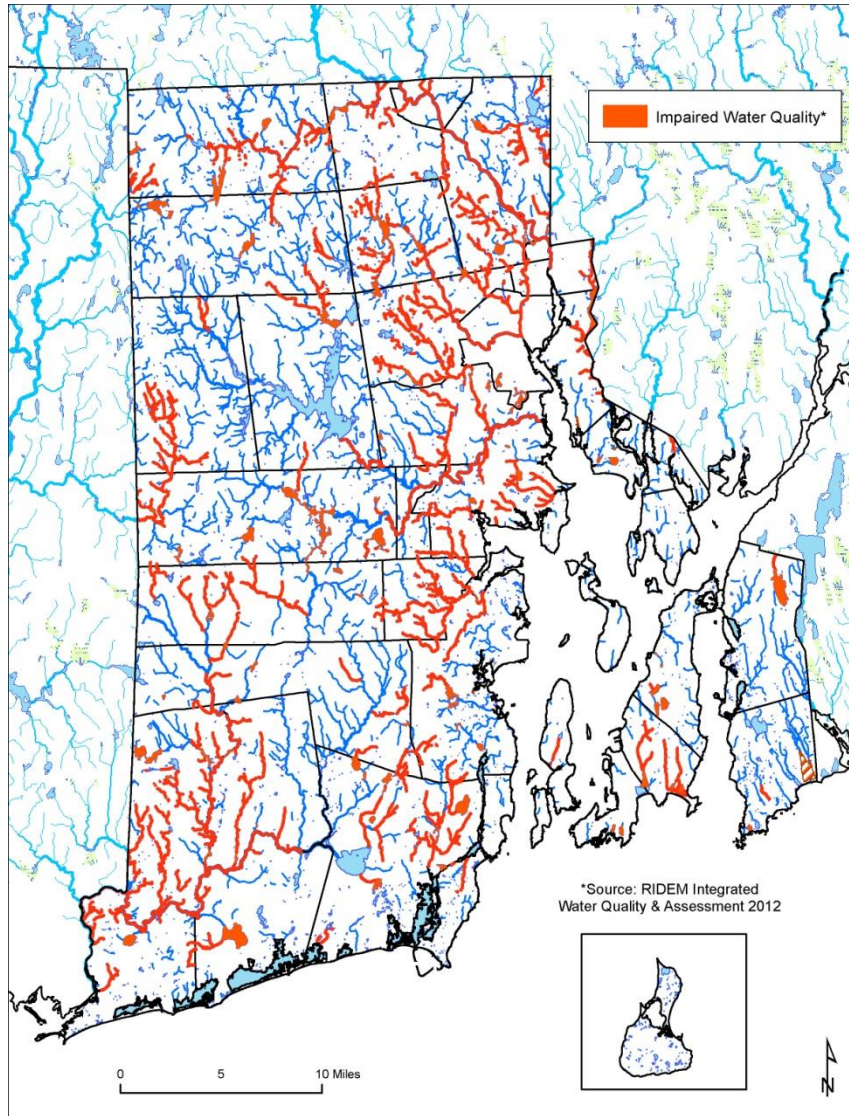 Impaired Water Quality*
*Source: RIDEM Integrated
Water Quality & Assessment 2012
0 5 10 Miles
N